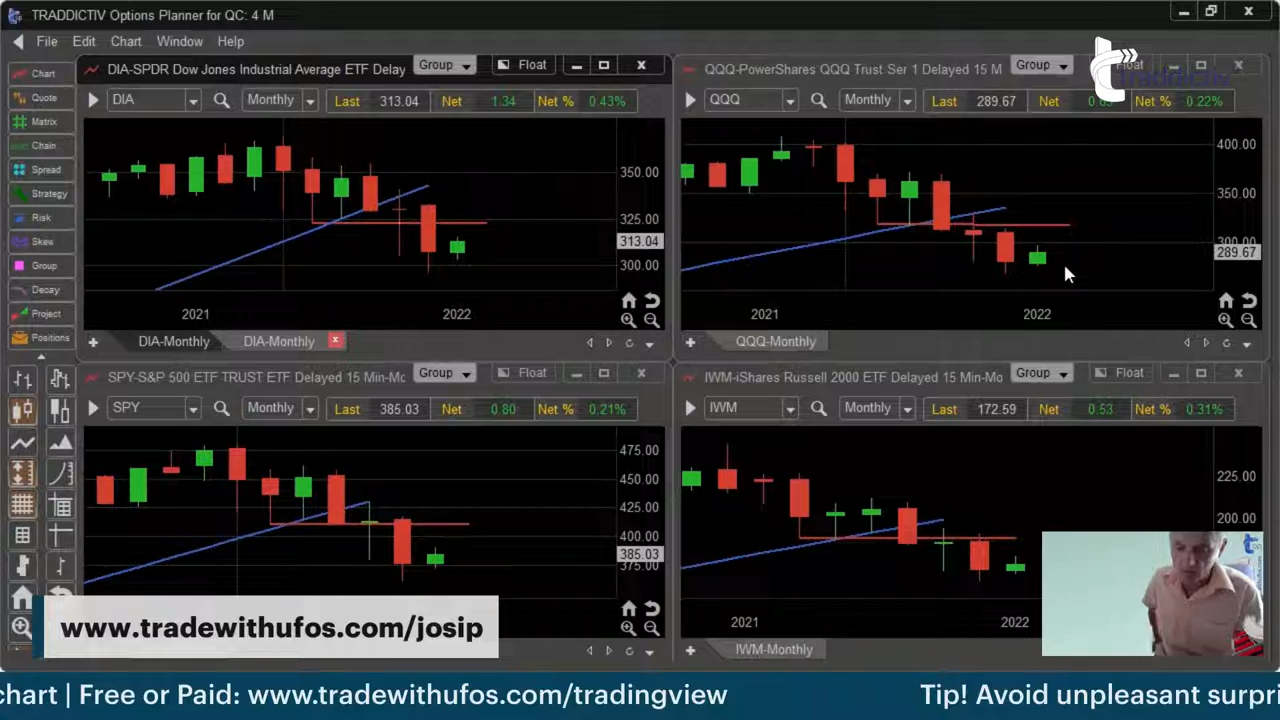 TRADDICTIV Options Planner for QC: 4 M
File Edit Chart Window Help
Chart
Quote
Matrix
Chain
Spread
Strategy
Risk
Skew
Group
Decay
Project
Positions
DIA-SPDR Dow Jones Industrial Average ETF Delay
Group
Float
DIA
Monthly
Last 313.04 Net 1.34 Net % 0.43%
350.00
325.00
313.04
300.00
2021 2022
DIA-Monthly DIA-Monthly
QQQ-PowerShares QQQ Trust Ser 1 Delayed 15 M
Group
QQQ
Monthly
Last 289.67 Net Net % 0.22%
400.00
350.00
300.00
289.67
2022
QQQ-Monthly
SPY-S&P 500 ETF TRUST ETF Delayed 15 Min-Mo
Group
Float
SPY
Monthly
Last 385.03 Net 0.80 Net % 0.21%
475.00
450.00
425.00
400.00
385.03
375.00
IWM-iShares Russell 2000 ETF Delayed 15 Min-Mo
Group
Float
IWM
Monthly
Last 172.59 Net 0.53 Net % 0.31%
225.00
200.00
2021 2022
IWM-Monthly
www.tradewithufos.com/josip
chart | Free or Paid: www.tradewithufos.com/tradingview
Tip! Avoid unpleasant surpri